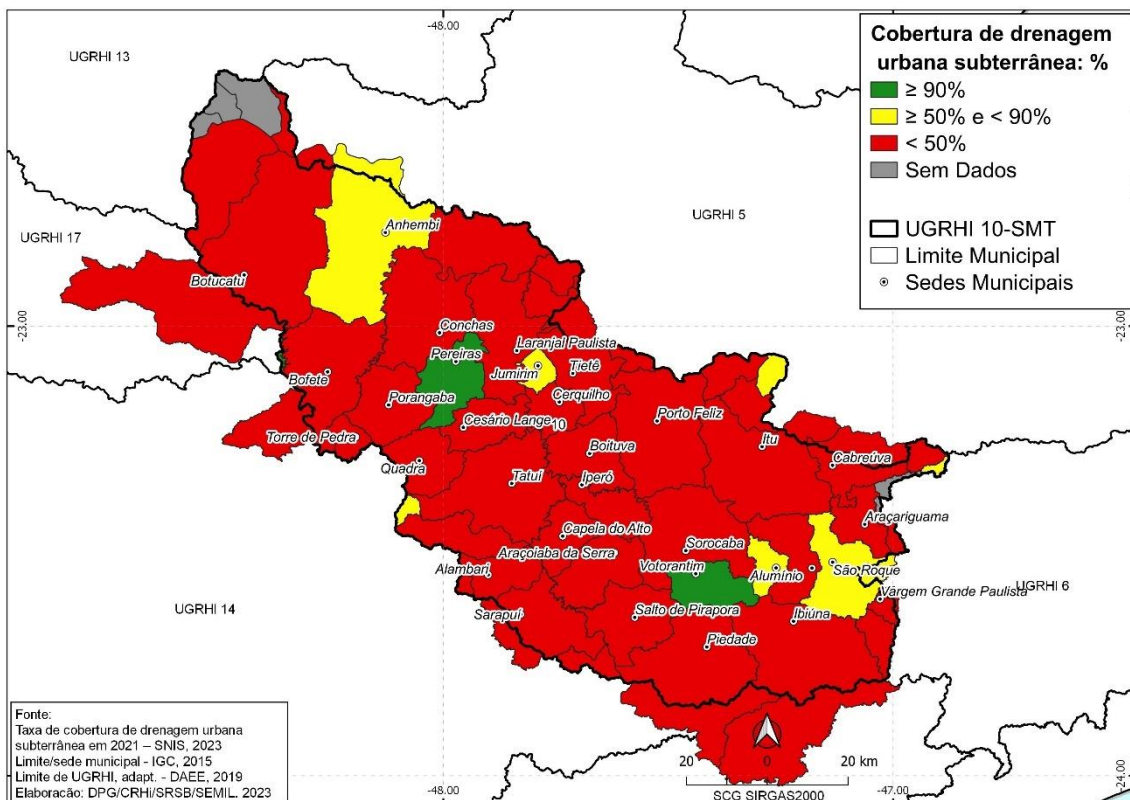 -48.00
UGRHI 13
Cobertura de drenagem
urbana subterrânea: %
≥ 90%
≥ 50% e < 90%
< 50%
Sem Dados
UGRHI 10-SMT
Limite Municipal
Sedes Municipais
UGRHI 5
UGRHI 17
Anhembi
Botucatu
-23.00
-23.00
Conchas
Laranjal Paulista
Pereiras
Jumirim
Tietê
Bofete
Porangaba
Cerquilho
Cesário Lange
10
Porto Feliz
Torre de Pedra
Boituva
Itu
Cabreúva
Quadra
Tatuí
Iperó
Araçariguama
Capela do Alto
Araçoiaba da Serra
Sorocaba
Alambari
Votorantim
Alumínio
São Roque
UGRHI 6
Vargem Grande Paulista
UGRHI 14
Sarapuí
Salto de Pirapora
Ibiúna
Piedade
Fonte:
Taxa de cobertura de drenagem urbana
subterrânea em 2021 – SNIS, 2023
Limite/sede municipal - IGC, 2015
Limite de UGRHI, adapt. - DAEE, 2019
Elaboracão: DPG/CRHi/SRSB/SEMIL. 2023
20 0 20 km
SCG SIRGAS2000
-48.00
-47.00
-24.00